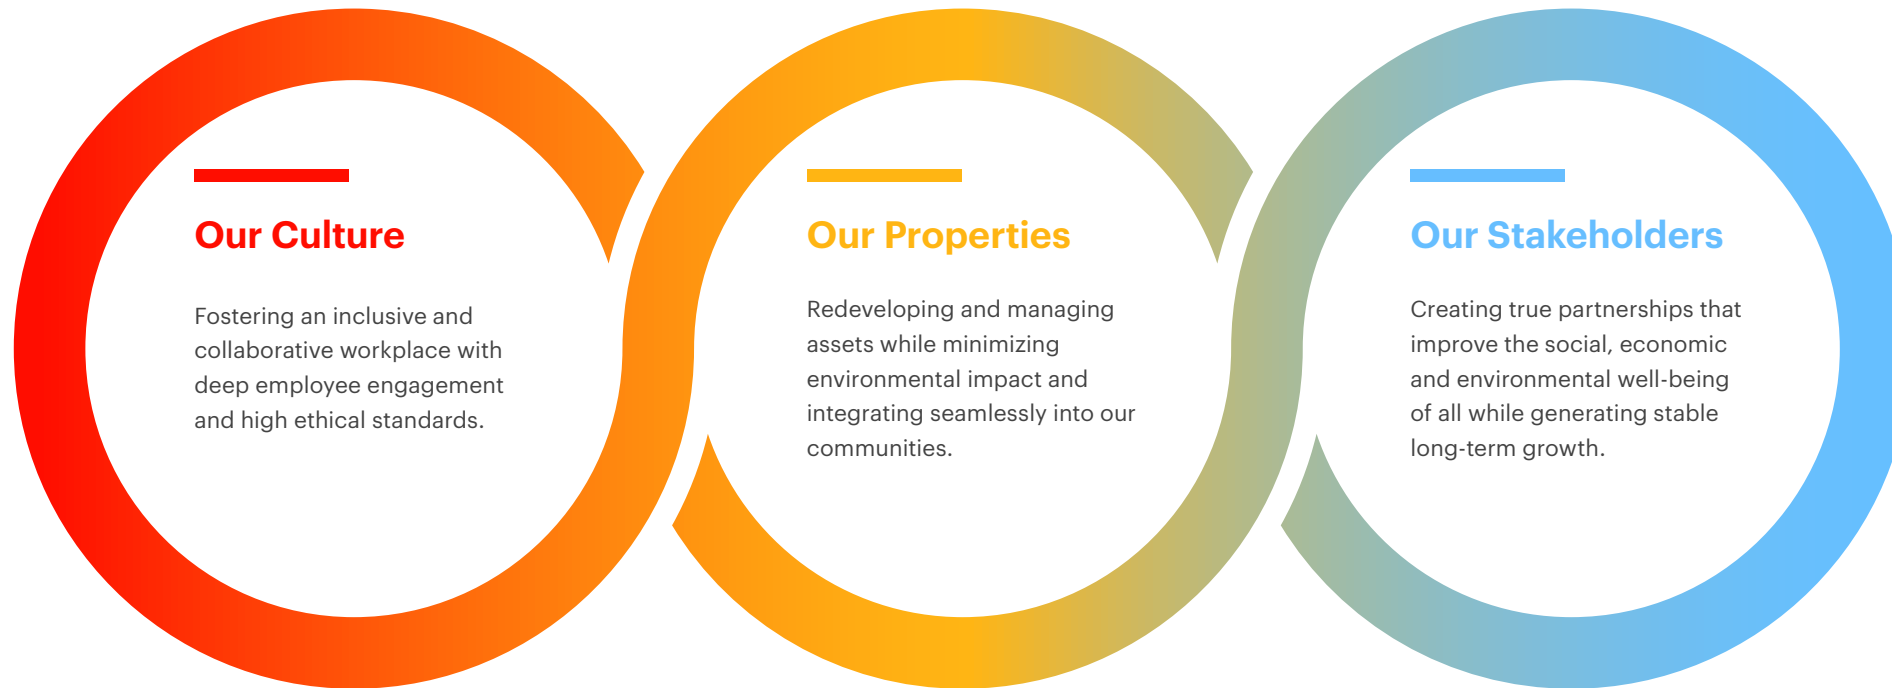 Our Culture
Fostering an inclusive and
collaborative workplace with
deep employee engagement
and high ethical standards.
Our Properties
Redeveloping and managing
assets while minimizing
environmental impact and
integrating seamlessly into our
communities.
Our Stakeholders
Creating true partnerships that
improve the social, economic
and environmental well-being
of all while generating stable
long-term growth.